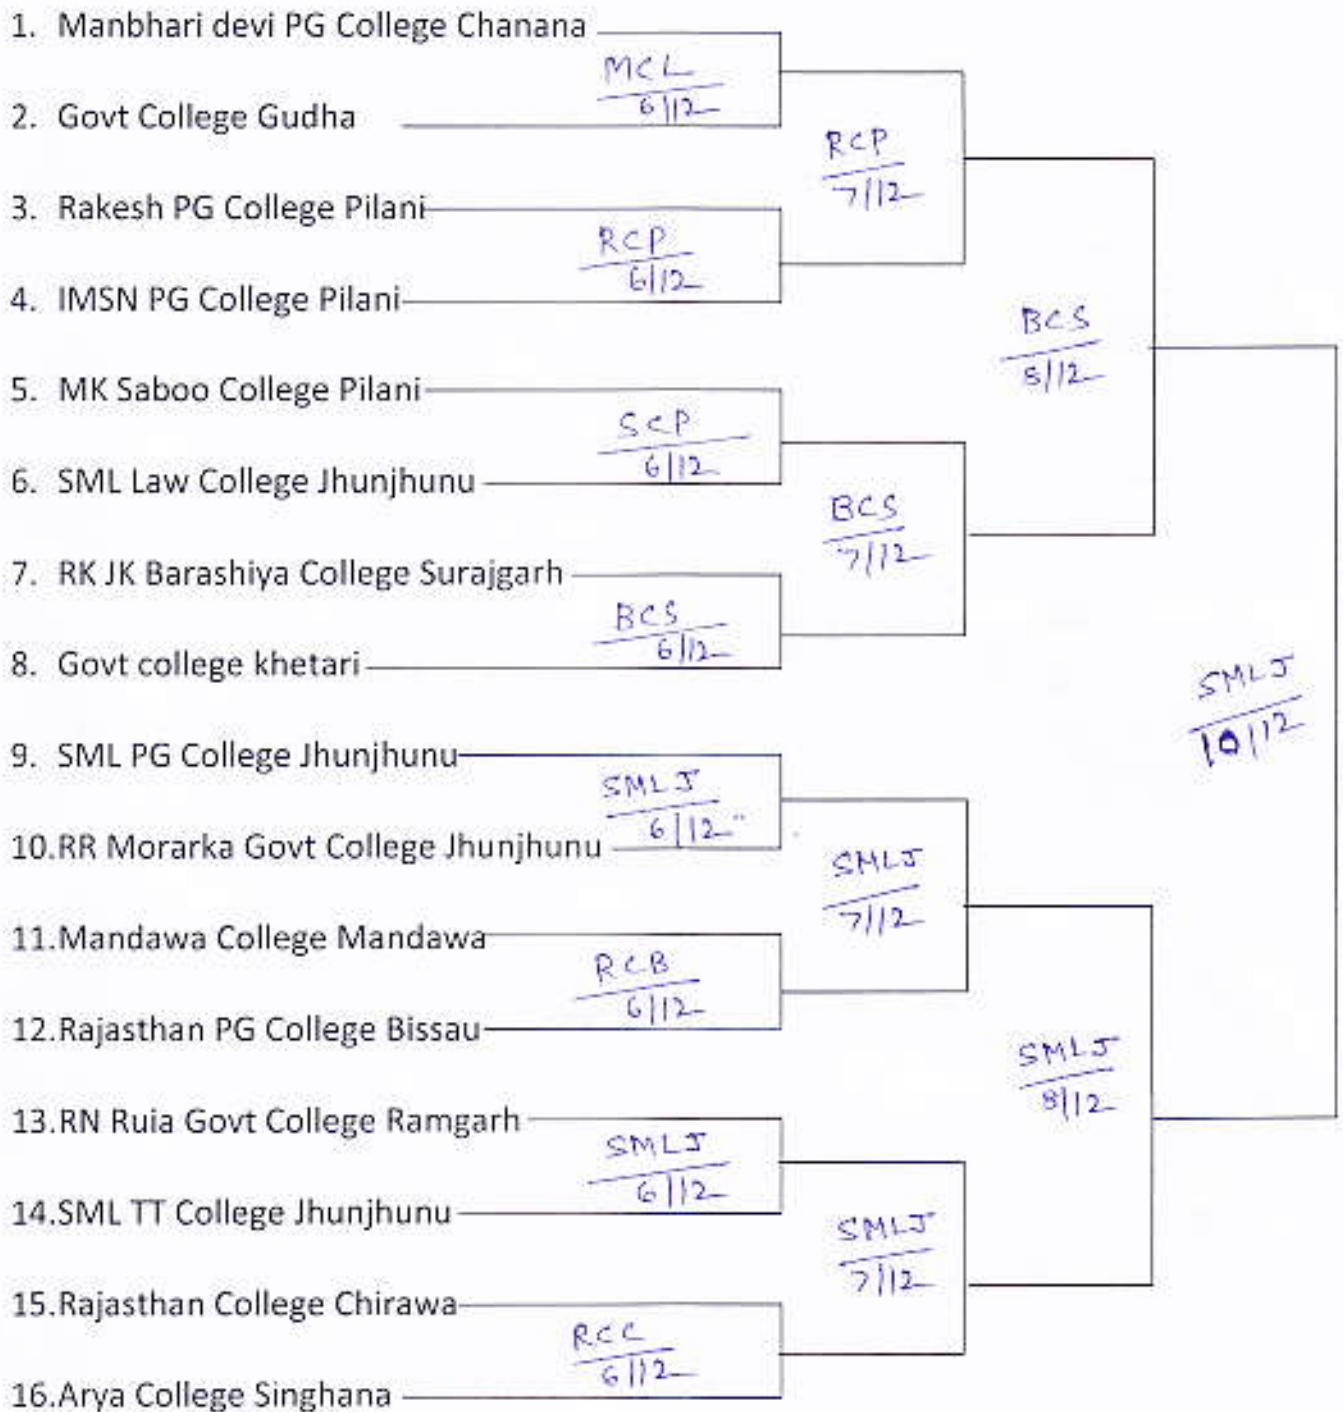 1. Manbhari devi PG College Chanana
MCL
6/12
2. Govt College Gudha
RCP
7/12
3. Rakesh PG College Pilani
RCP
6/12
4. IMSN PG College Pilani
BCS
8/12
5. MK Saboo College Pilani
SCP
6/12
6. SML Law College Jhunjhunu
BCS
7/12
7. RK JK Barashiya College Surajgarh
BCS
6/12
8. Govt college khetari
SMLJ
10/12
9. SML PG College Jhunjhunu
SMLJ
6/12
10.RR Morarka Govt College Jhunjhunu
SMLJ
7/12
11.Mandawa College Mandawa
RCB
6/12
12.Rajasthan PG College Bissau
SMLJ
8/12
13.RN Ruia Govt College Ramgarh
SMLJ
6/12
14.SML TT College Jhunjhunu
SMLJ
7/12
15.Rajasthan College Chirawa
RCC
6/12
16.Arya College Singhana